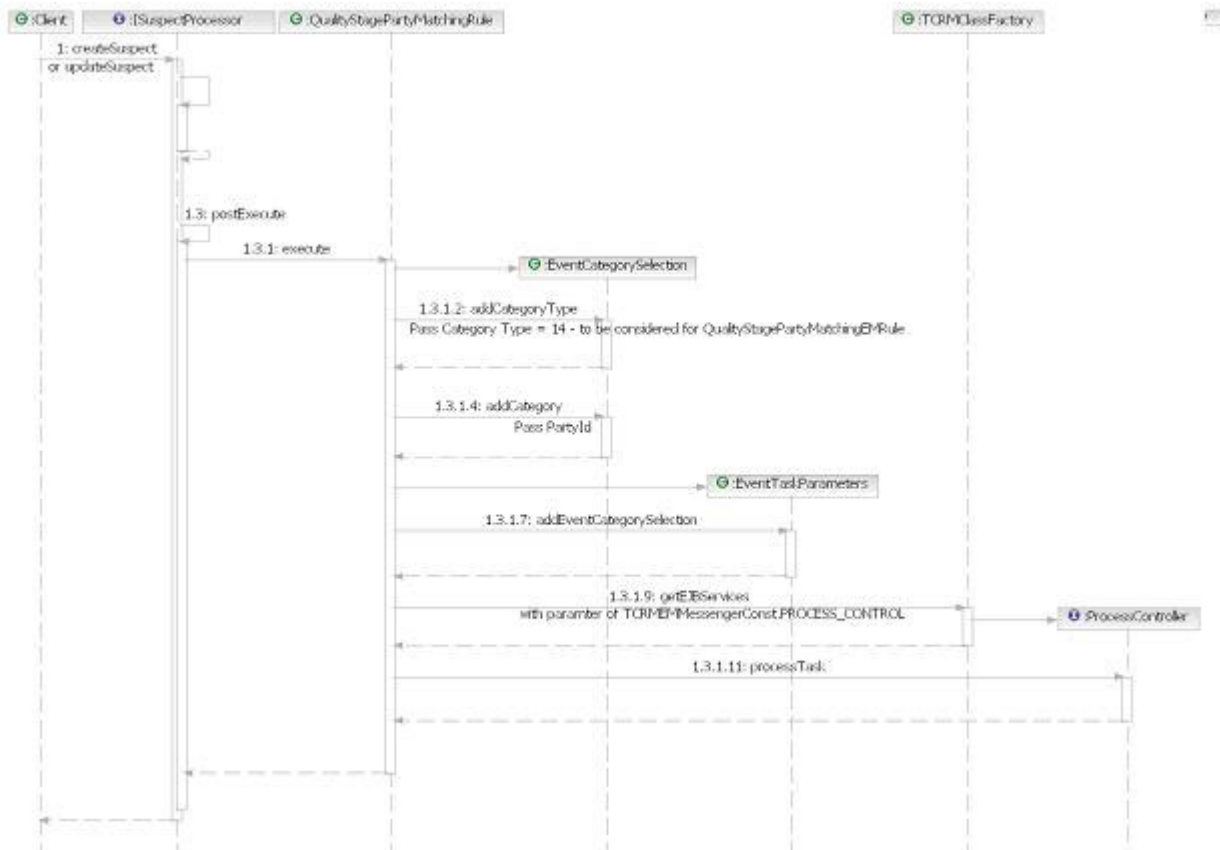 :Client
:ISuspectProcessor
:QualityStagePartyMatchingRule
:TCRMClassFactory
1: createSuspect
or updateSuspect
1.3: postExecute
1.3.1: execute
:EventCategorySelection
1.3.1.2: addCategoryType
Pass Category Type = 14 - to be considered for QualityStagePartyMatchingEMRule
1.3.1.4: addCategory
Pass PartyId
:EventTaskParameters
1.3.1.7: addEventCategorySelection
1.3.1.9: getEJBServices
with paramter of TCRMEMMessengerConst.PROCESS_CONTROL
:ProcessController
1.3.1.11: processTask